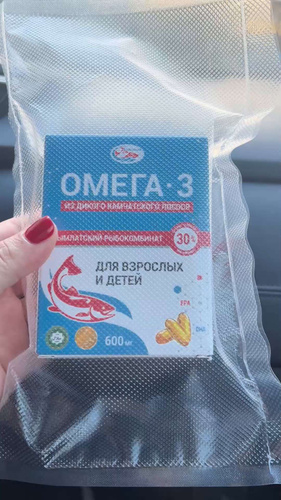 ОМЕГА·3
ИЗ ДИКОГО КАМЧАТСКОГО ЛОСОСЯ
РЫБОКОМБИНАТ
30%
ДЛЯ ВЗРОСЛЫХ
И ДЕТЕЙ
600 мг